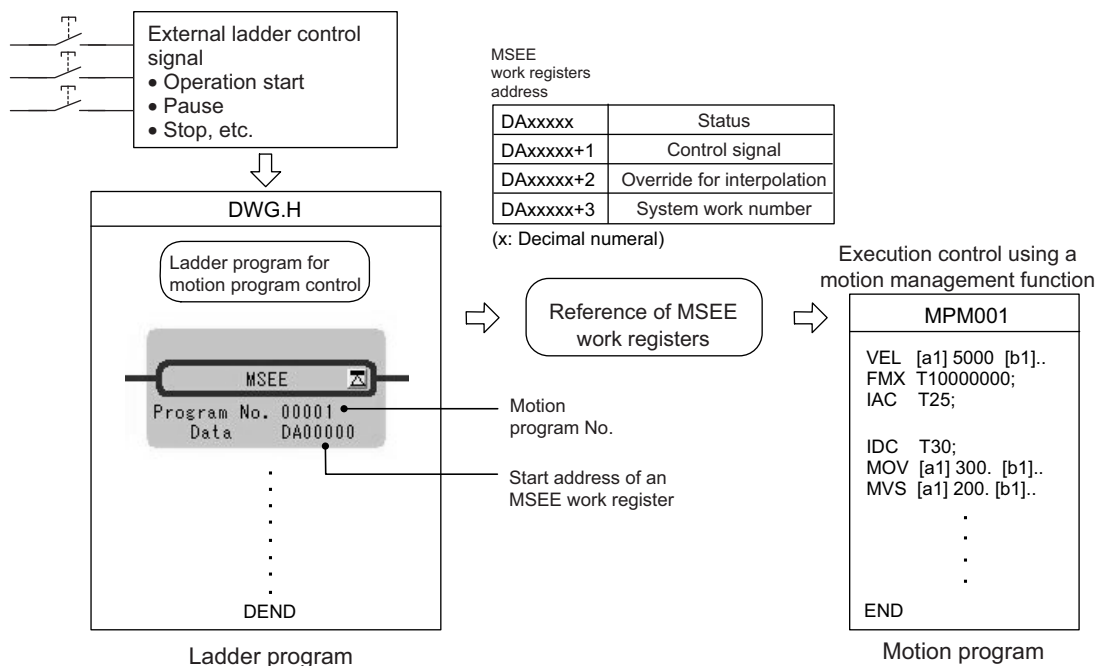 External ladder control
signal
• Operation start
• Pause
• Stop, etc.
MSEE
work registers
address
DAxxxxx Status
DAxxxxx+1 Control signal
DAxxxxx+2 Override for interpolation
DAxxxxx+3 System work number
(x: Decimal numeral)
DWG.H
Ladder program for
motion program control
MSEE
Program No. 00001
Data DA00000
Motion
program No.
Start address of an
MSEE work register
DEND
Ladder program
Reference of MSEE
work registers
Execution control using a
motion management function
MPM001
VEL [a1] 5000 [b1]..
FMX T10000000;
IAC T25;
IDC T30;
MOV [a1] 300. [b1]..
MVS [a1] 200. [b1]..
END
Motion program